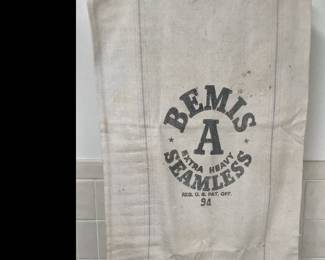 BEMIS
A
EXTRA HEAVY
SEAMLESS
REG. U. S. PAT. OFF.
94